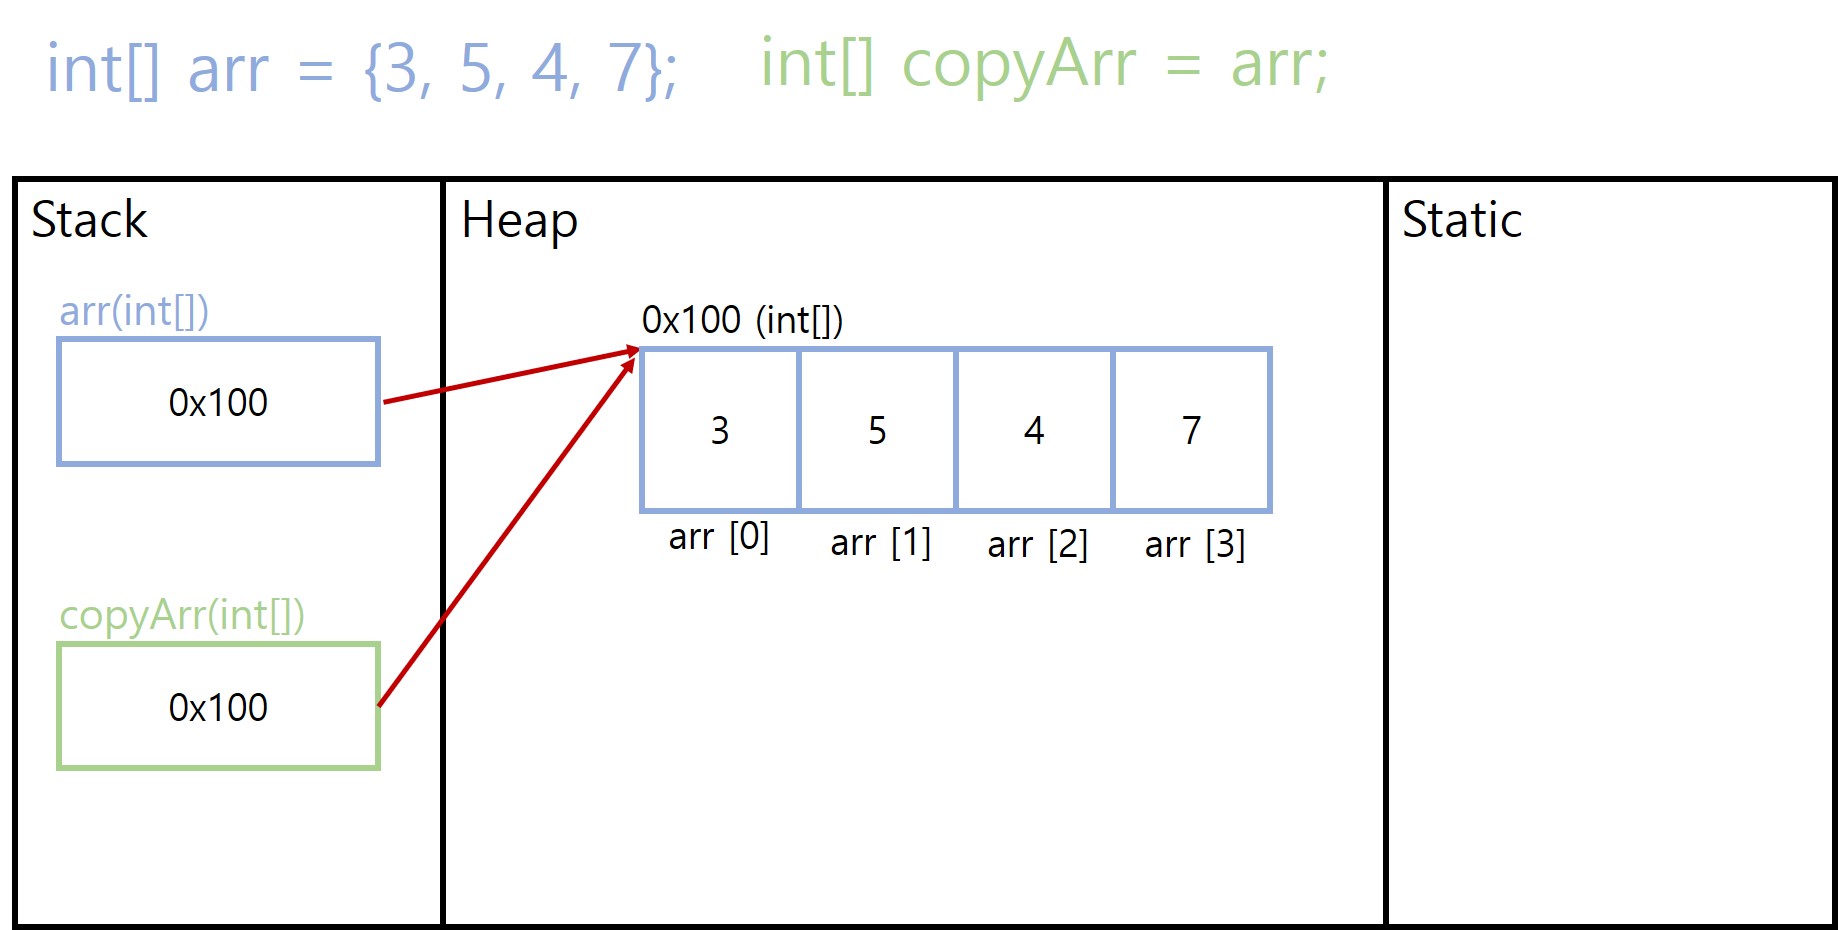 int[] arr = {3, 5, 4, 7};
int[] copyArr = arr;
Stack
Heap
Static
arr(int[])
0x100
0x100 (int[])
3
5
4
7
arr [0]
arr [1]
arr [2]
arr [3]
copyArr(int[])
0x100